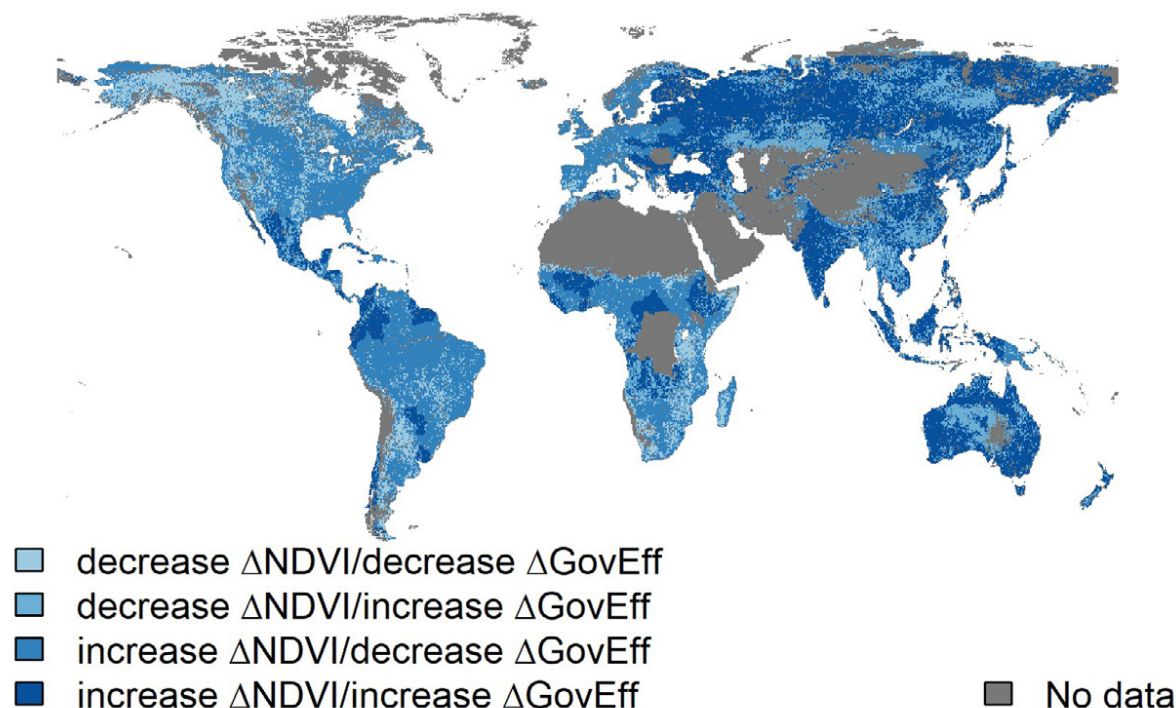 decrease ΔNDVI/decrease ΔGovEff
decrease ΔNDVI/increase ΔGovEff
increase ΔNDVI/decrease ΔGovEff
increase ΔNDVI/increase ΔGovEff
No data